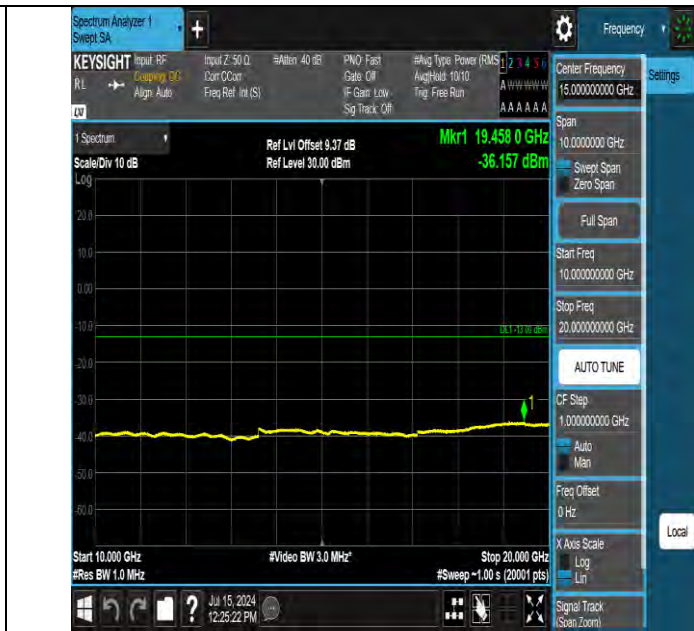 Spectrum Analyzer 1
Swept SA
Frequency
KEYSIGHT
RL
Input: RF
Coupling: DC
Align: Auto
Input Z: 50 Ω
Corr CCorr
Freq Ref: Int (S)
#Atten: 40 dB
PNO: Fast
Gate: Off
IF Gain: Low
Sig Track: Off
#Avg Type: Power (RMS
Avg|Hold: 10/10
Trig: Free Run
1 2 3 4 5 6
A W W W W W
A A A A A A
LXI
1 Spectrum
Scale/Div 10 dB
Log
Ref Lvl Offset 9.37 dB
Ref Level 30.00 dBm
Mkr1 19.458 0 GHz
-36.157 dBm
20.0
10.0
0.00
-10.0
-20.0
-30.0
-40.0
-50.0
-60.0
DL1 -13.00 dBm
1
Start 10.000 GHz
#Res BW 1.0 MHz
#Video BW 3.0 MHz*
Stop 20.000 GHz
#Sweep ~1.00 s (20001 pts)
Jul 15, 2024
12:25:22 PM
?
Center Frequency
15.000000000 GHz
Settings
Span
10.0000000 GHz
Swept Span
Zero Span
Full Span
Start Freq
10.000000000 GHz
Stop Freq
20.000000000 GHz
AUTO TUNE
CF Step
1.000000000 GHz
Auto
Man
Freq Offset
0 Hz
X Axis Scale
Log
Lin
Local
Signal Track
(Span Zoom)